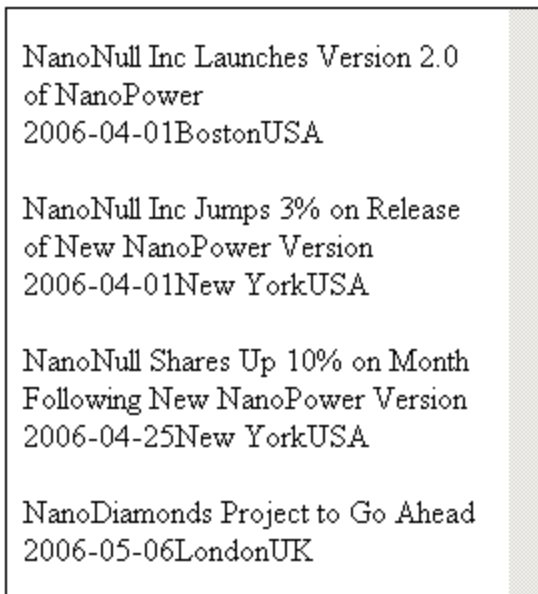 NanoNull Inc Launches Version 2.0
of NanoPower
2006-04-01BostonUSA
NanoNull Inc Jumps 3% on Release
of New NanoPower Version
2006-04-01New YorkUSA
NanoNull Shares Up 10% on Month
Following New NanoPower Version
2006-04-25New YorkUSA
NanoDiamonds Project to Go Ahead
2006-05-06LondonUK